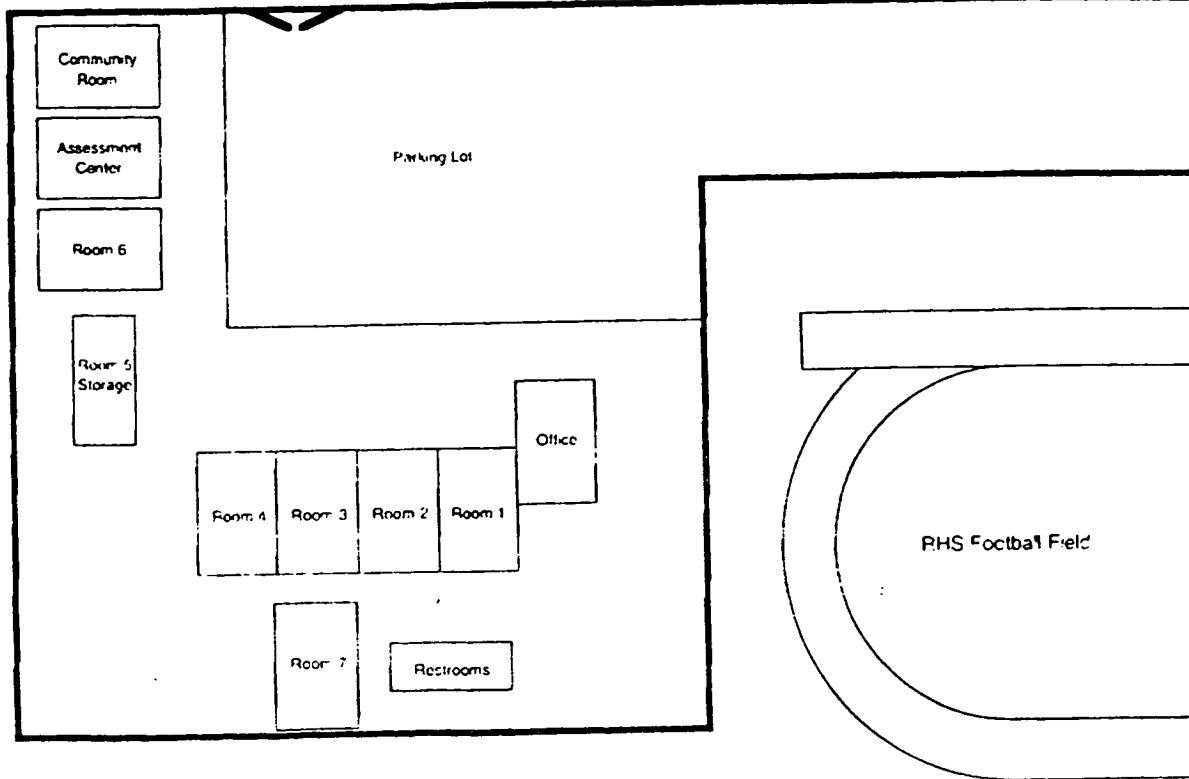 Community
Room
Assessment
Center
Parking Lot
Room 6
Room 5
Storage
Office
Room 4
Room 3
Room 2
Room 1
RHS Football Field
Room 7
Restrooms